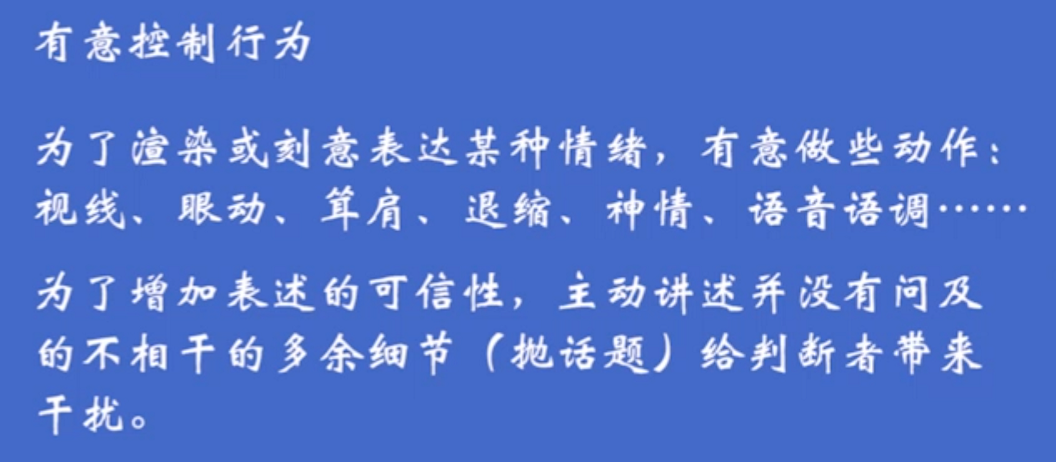 有意控制行为
为了渲染或刻意表达某种情绪，有意做些动作：
视线、眼动、耸肩、退缩、神情、语音语调……
为了增加表述的可信性，主动讲述并没有问及
的不相干的多余细节（抛话题）给判断者带来
干扰。